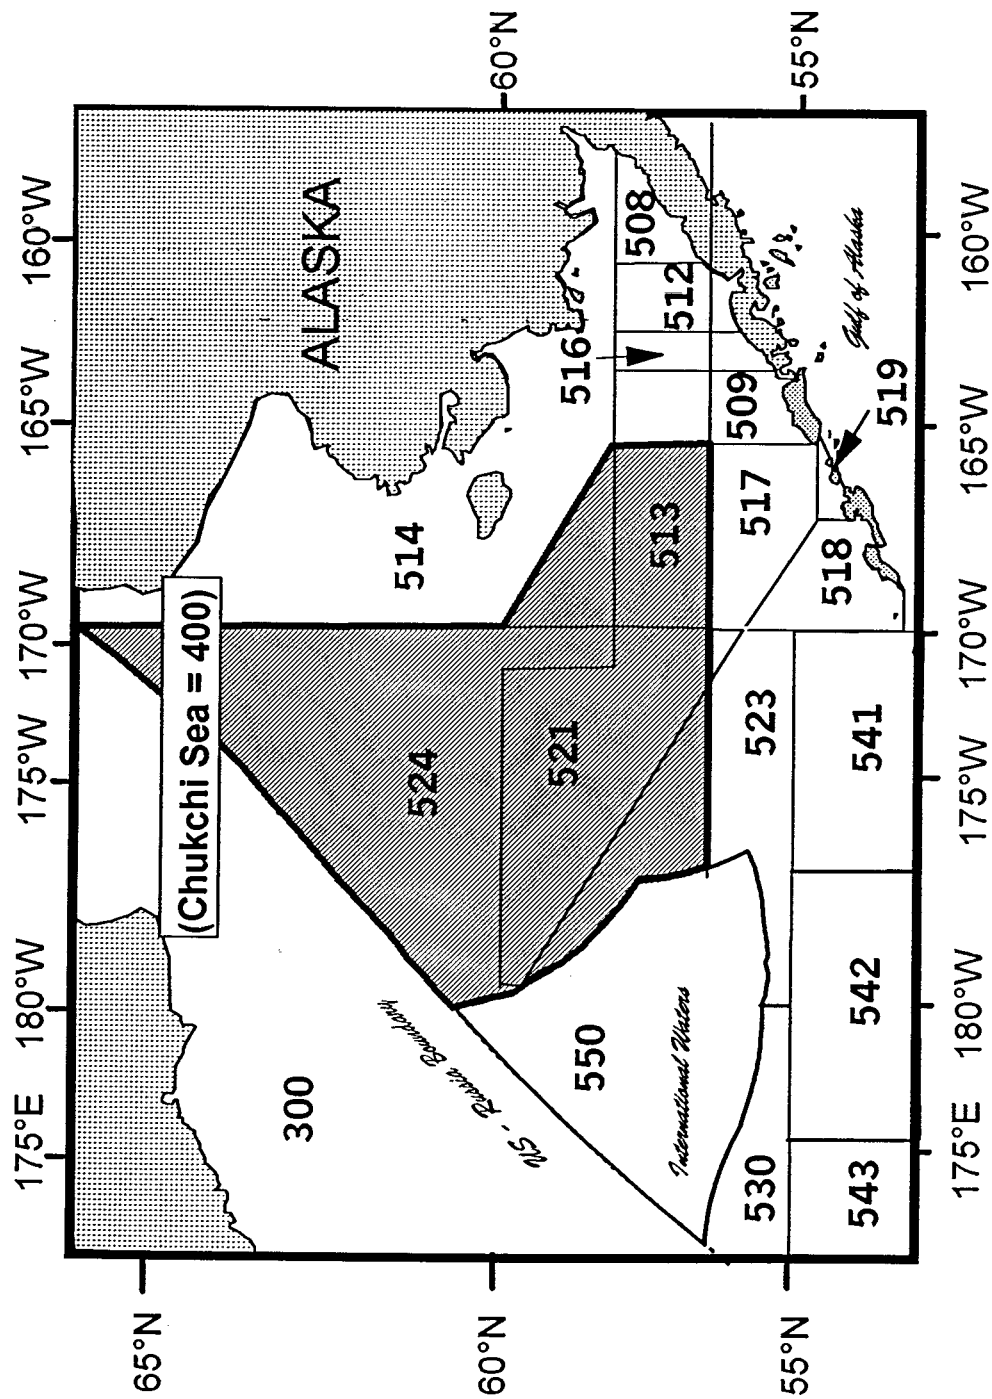 175°E
180°W
175°W
170°W
165°W
160°W
65°N
60°N
55°N
60°N
55°N
(Chukchi Sea = 400)
ALASKA
300
US - Russia Boundary
524
514
516
508
512
550
521
513
509
International Waters
530
523
517
519
518
Gulf of Alaska
543
542
541
175°E
180°W
175°W
170°W
165°W
160°W